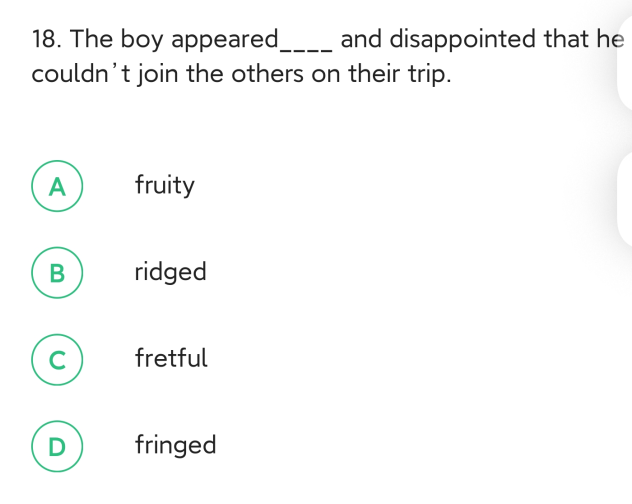 18. The boy appeared____ and disappointed that he
couldn't join the others on their trip.
A fruity
B ridged
C fretful
D fringed